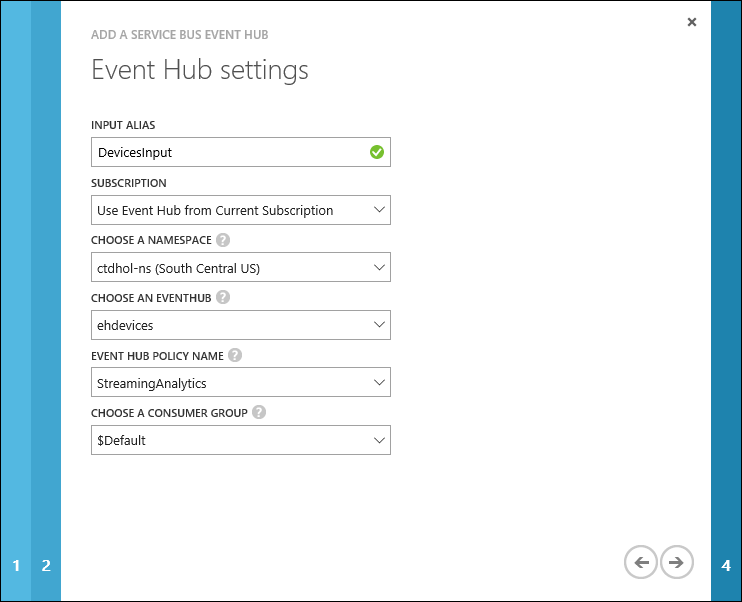 ADD A SERVICE BUS EVENT HUB
Event Hub settings
INPUT ALIAS
DevicesInput
SUBSCRIPTION
Use Event Hub from Current Subscription
CHOOSE A NAMESPACE ?
ctdhol-ns (South Central US)
CHOOSE AN EVENTHUB ?
ehdevices
EVENT HUB POLICY NAME ?
StreamingAnalytics
CHOOSE A CONSUMER GROUP ?
$Default
1 2 4